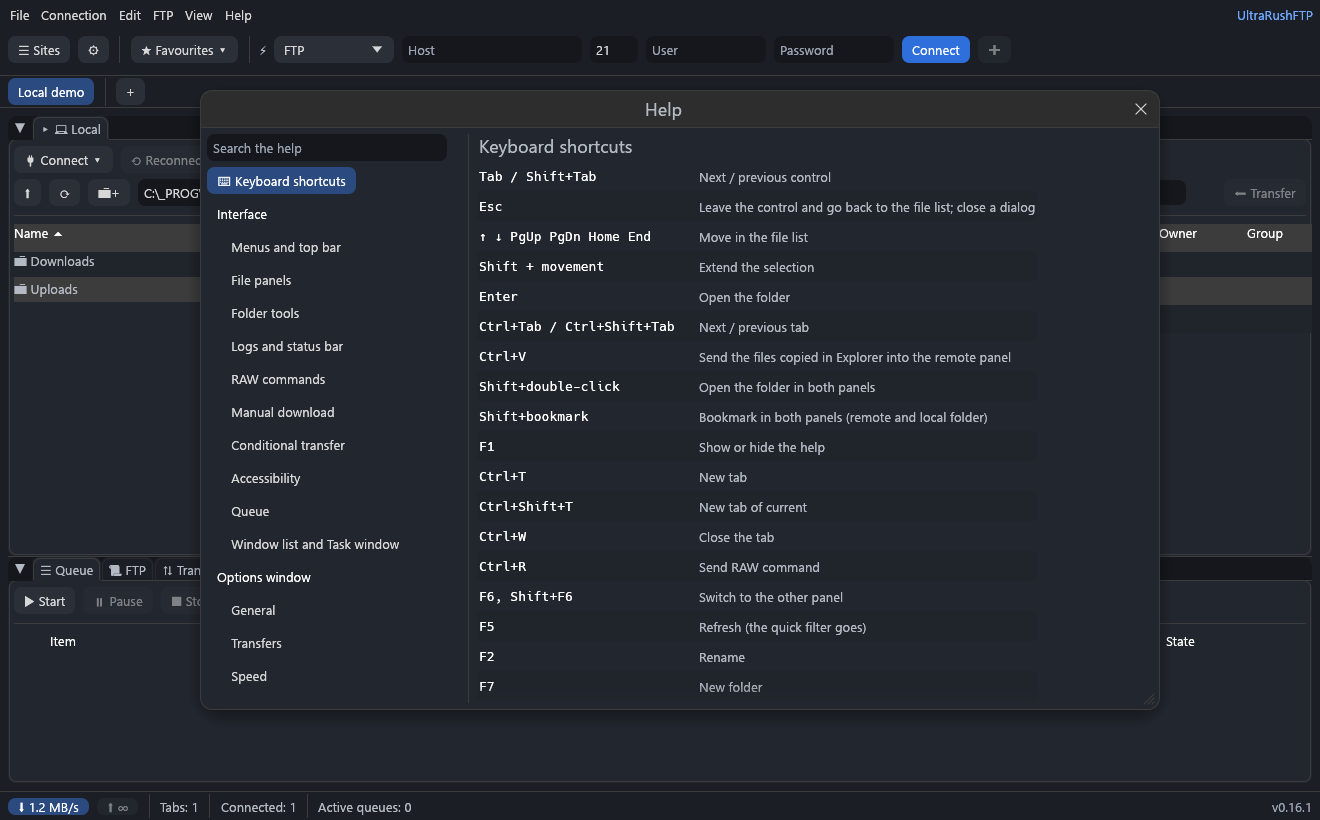 File Connection Edit FTP View Help UltraRushFTP
Sites Favourites FTP Host 21 User Password Connect +
Local demo +
Help
Local
Search the help
Keyboard shortcuts
Connect
Keyboard shortcuts
Interface
Menus and top bar
File panels
Folder tools
Logs and status bar
RAW commands
Manual download
Conditional transfer
Accessibility
Queue
Window list and Task window
Options window
General
Transfers
Speed
Tab / Shift+Tab Next / previous control
Esc Leave the control and go back to the file list; close a dialog
↑ ↓ PgUp PgDn Home End Move in the file list
Shift + movement Extend the selection
Enter Open the folder
Ctrl+Tab / Ctrl+Shift+Tab Next / previous tab
Ctrl+V Send the files copied in Explorer into the remote panel
Shift+double-click Open the folder in both panels
Shift+bookmark Bookmark in both panels (remote and local folder)
F1 Show or hide the help
Ctrl+T New tab
Ctrl+Shift+T New tab of current
Ctrl+W Close the tab
Ctrl+R Send RAW command
F6, Shift+F6 Switch to the other panel
F5 Refresh (the quick filter goes)
F2 Rename
F7 New folder
Transfer
Name Owner Group
Downloads
Uploads
Queue FTP
Start Pause
Item State
1.2 MB/s ∞ Tabs: 1 Connected: 1 Active queues: 0 v0.16.1